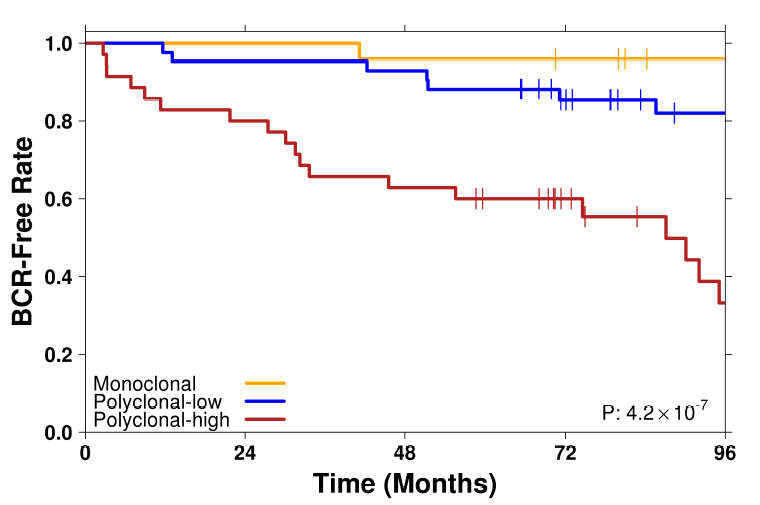 1.0
0.8
0.6
0.4
0.2
0.0
BCR-Free Rate
Monoclonal
Polyclonal-low
Polyclonal-high
P: 4.2×10⁻⁷
0 24 48 72 96
Time (Months)